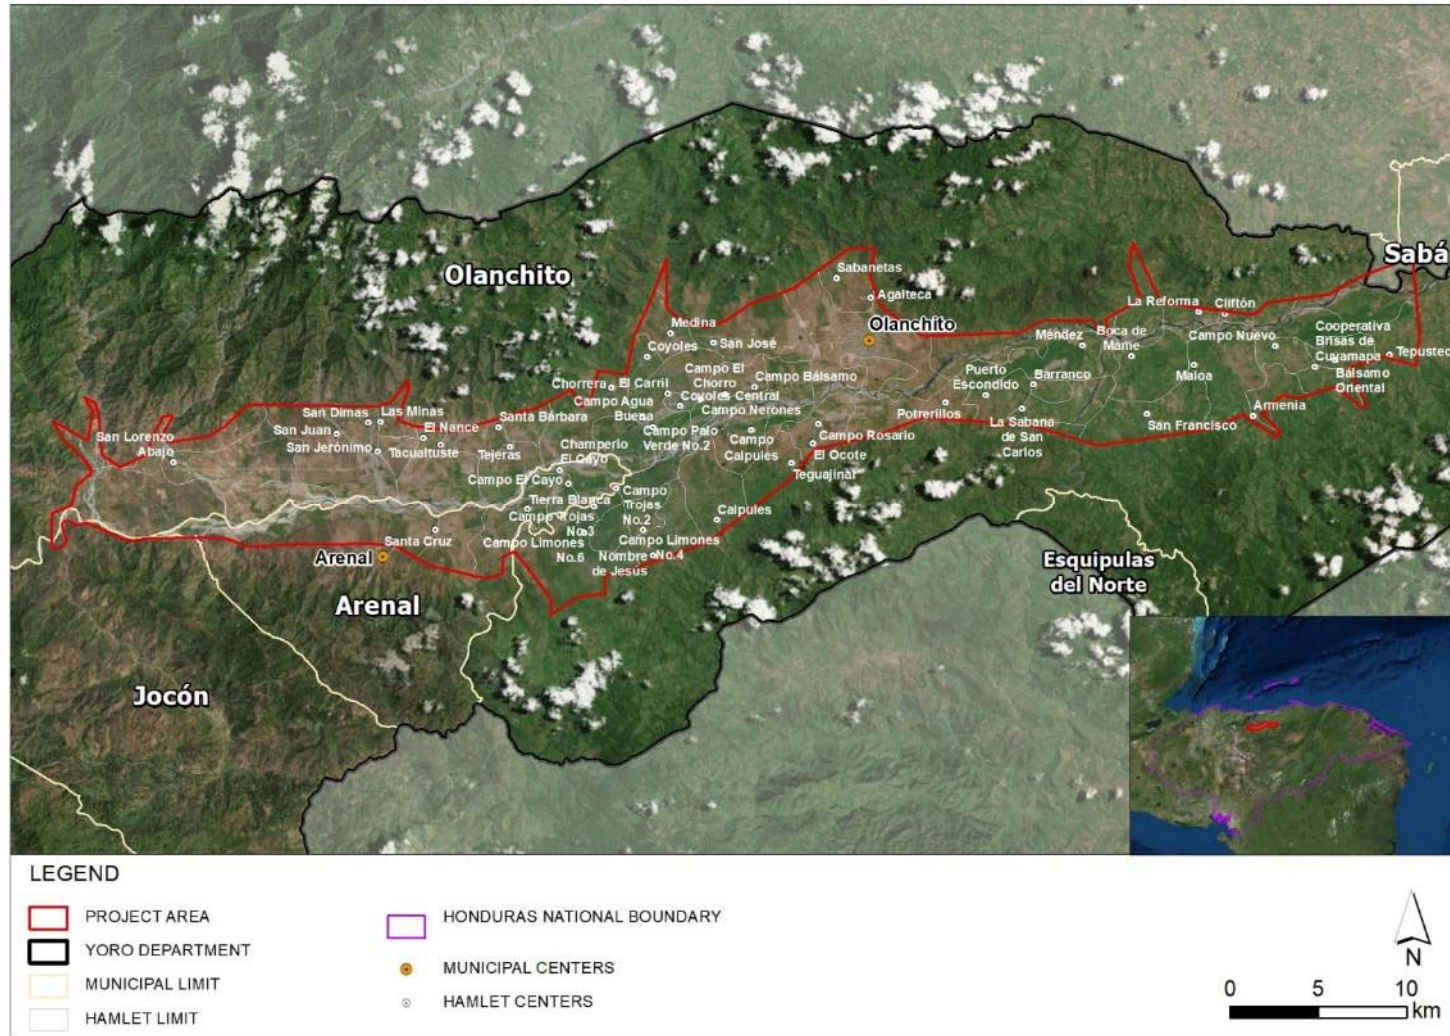 Sabá
Olanchito
Sabanetas
Agalteca
Olanchito
La Reforma
Cliftón
Medina
San José
Coyoles
Méndez
Boca de
Mame
Campo Nuevo
Cooperativa
Brisas de
Cuyamapa
Tepusteca
Bálsamo
Oriental
Maloa
Armenia
San Francisco
Puerto
Escondido
Barranco
Potrerillos
La Sabana
de San
Carlos
Chorrera
El Carril
Campo El
Chorro
Campo Bálsamo
Campo Agua
Buena
Coyoles Central
Campo Nerones
Campo Palo
Verde No.2
Campo
Calpules
Campo Rosario
El Ocote
Teguajinal
San Dimas
Las Minas
San Juan
El Nance
San Jerónimo
Tacualtuste
Santa Bárbara
Tejeras
San Lorenzo
Abajo
Champerio
El Cayo
Campo El Cayo
Tierra Blanca
Campo Trojas
No.3
Campo
Trojas
No.2
Calpules
Campo Limones
No.6
Campo Limones
No.4
Nombre
de Jesús
Santa Cruz
Arenal
Arenal
Esquipulas
del Norte
Jocón
LEGEND
PROJECT AREA
YORO DEPARTMENT
MUNICIPAL LIMIT
HAMLET LIMIT
HONDURAS NATIONAL BOUNDARY
MUNICIPAL CENTERS
HAMLET CENTERS
N
0 5 10
km